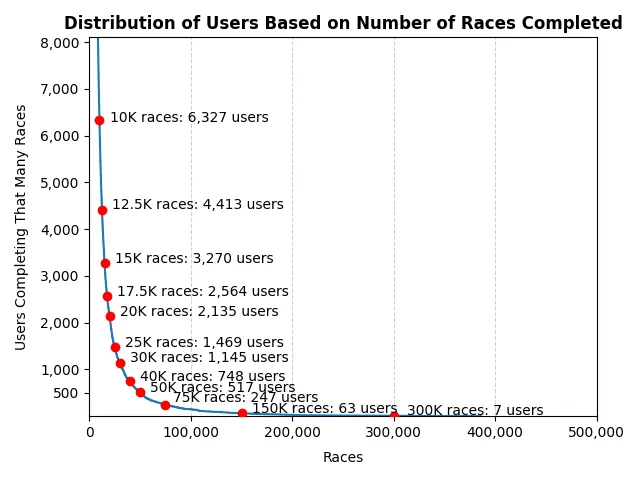 Distribution of Users Based on Number of Races Completed
8,000
7,000
6,000
5,000
4,000
3,000
2,000
1,000
500
Users Completing That Many Races
10K races: 6,327 users
12.5K races: 4,413 users
15K races: 3,270 users
17.5K races: 2,564 users
20K races: 2,135 users
25K races: 1,469 users
30K races: 1,145 users
40K races: 748 users
50K races: 517 users
75K races: 247 users
150K races: 63 users
300K races: 7 users
0
100,000
200,000
300,000
400,000
500,000
Races